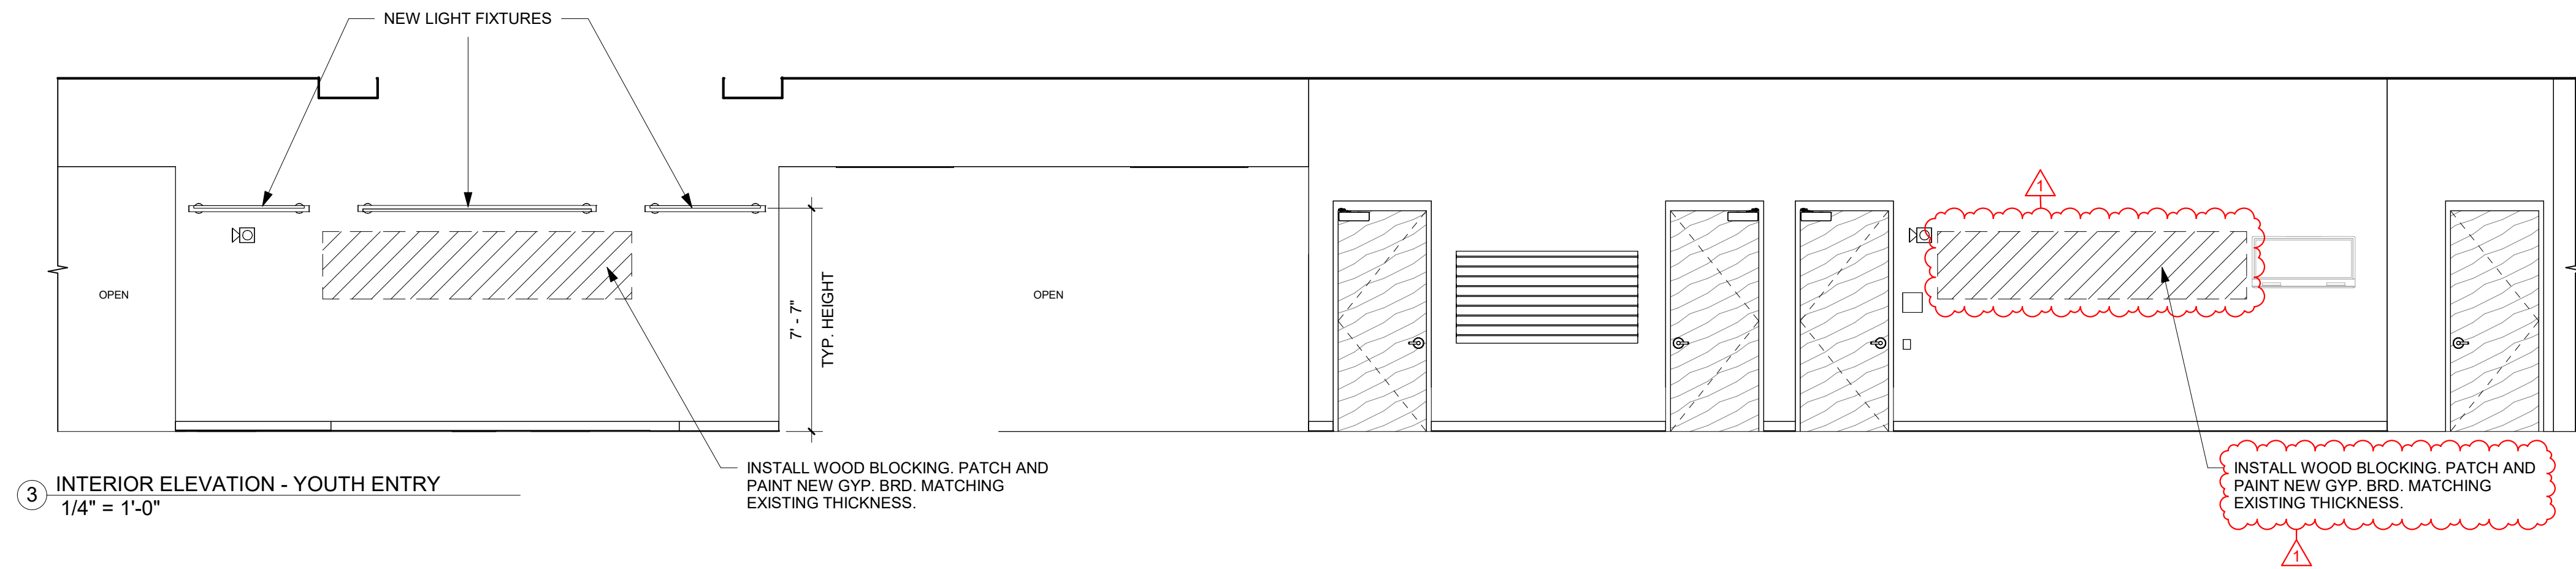 NEW LIGHT FIXTURES
1
OPEN
OPEN
7' - 7"
TYP. HEIGHT
INSTALL WOOD BLOCKING. PATCH AND
PAINT NEW GYP. BRD. MATCHING
EXISTING THICKNESS.
INSTALL WOOD BLOCKING. PATCH AND
PAINT NEW GYP. BRD. MATCHING
EXISTING THICKNESS.
1
3 INTERIOR ELEVATION - YOUTH ENTRY
1/4" = 1'-0"